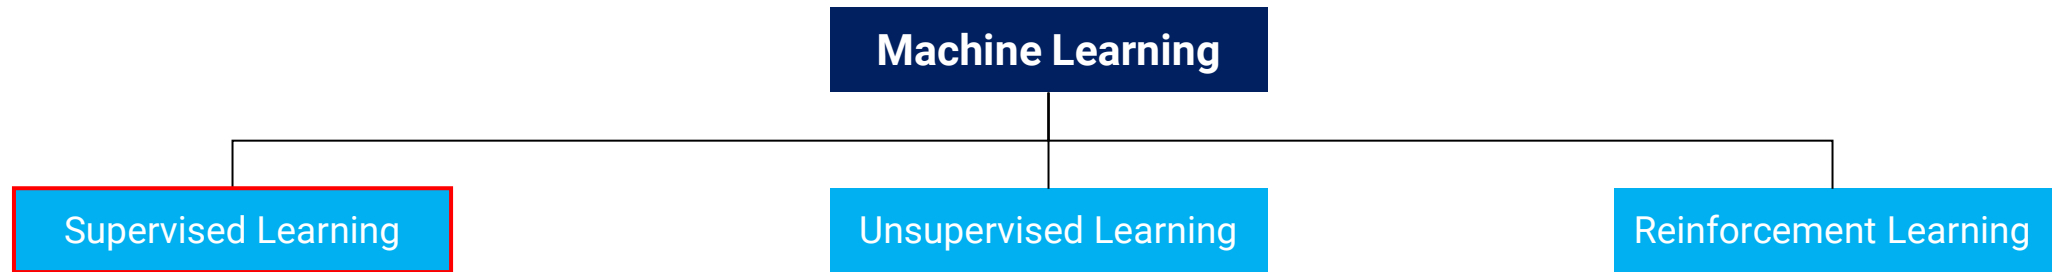 Machine Learning
Supervised Learning
Unsupervised Learning
Reinforcement Learning